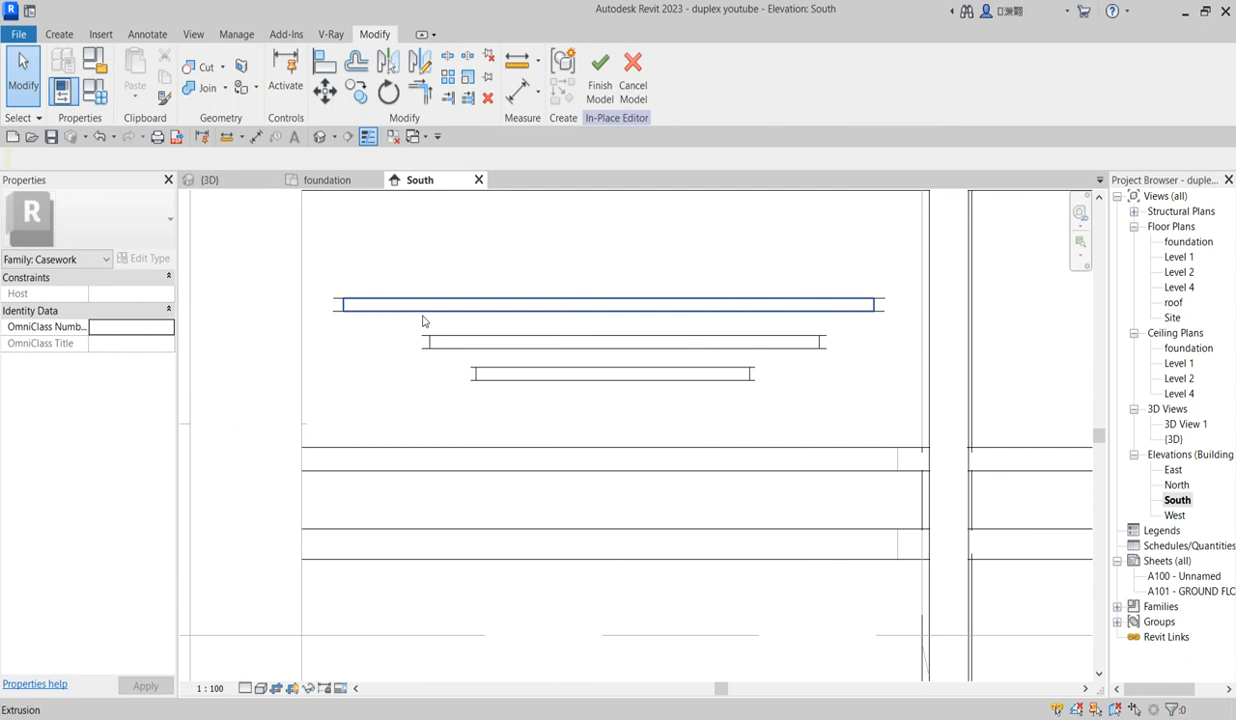 Autodesk Revit 2023 - duplex youtube - Elevation: South
File Create Insert Annotate View Manage Add-Ins V-Ray Modify
Modify
Paste
Cut
Join
Activate
Finish Model
Cancel Model
Select Properties Clipboard Geometry Controls Modify Measure Create In-Place Editor
Properties
{3D} foundation South
Project Browser - duple...
R
Family: Casework Edit Type
Constraints
Host
Identity Data
OmniClass Numb...
OmniClass Title
Properties help Apply
Views (all)
Structural Plans
Floor Plans
foundation
Level 1
Level 2
Level 4
roof
Site
Ceiling Plans
foundation
Level 1
Level 2
Level 4
3D Views
3D View 1
{3D}
Elevations (Building
East
North
South
West
Legends
Schedules/Quantities
Sheets (all)
A100 - Unnamed
A101 - GROUND FLO
Families
Groups
Revit Links
1 : 100
Extrusion
:0